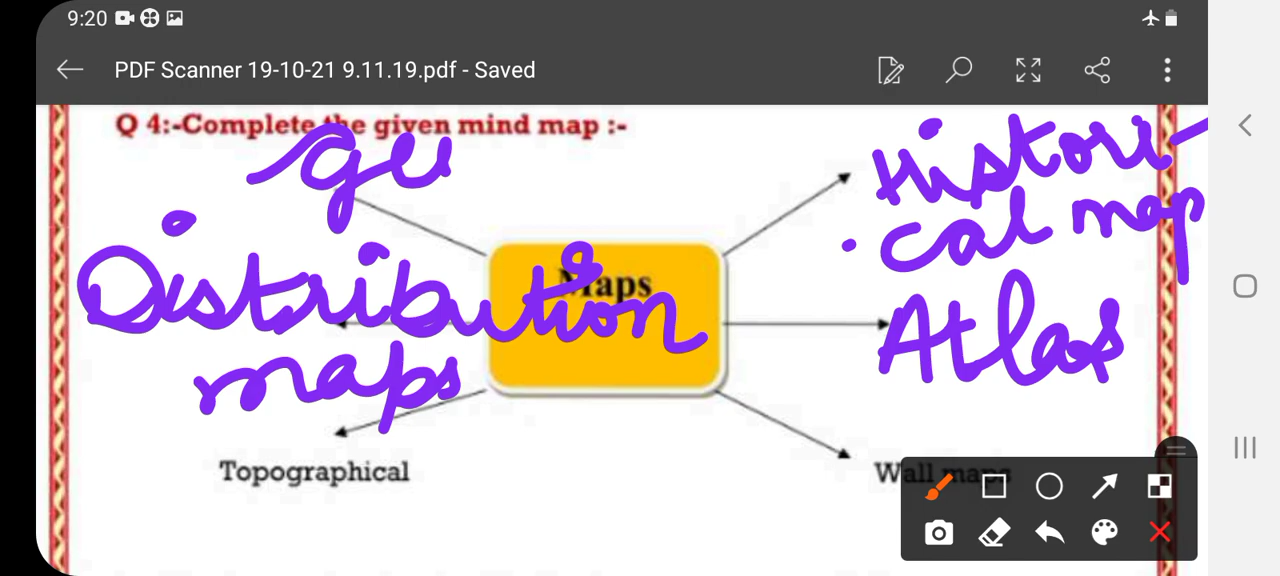 9:20
PDF Scanner 19-10-21 9.11.19.pdf - Saved
Q 4:-Complete the given mind map :-
Histori-
cal map
Maps
Distribution
maps
Atlas
Topographical
Wall maps